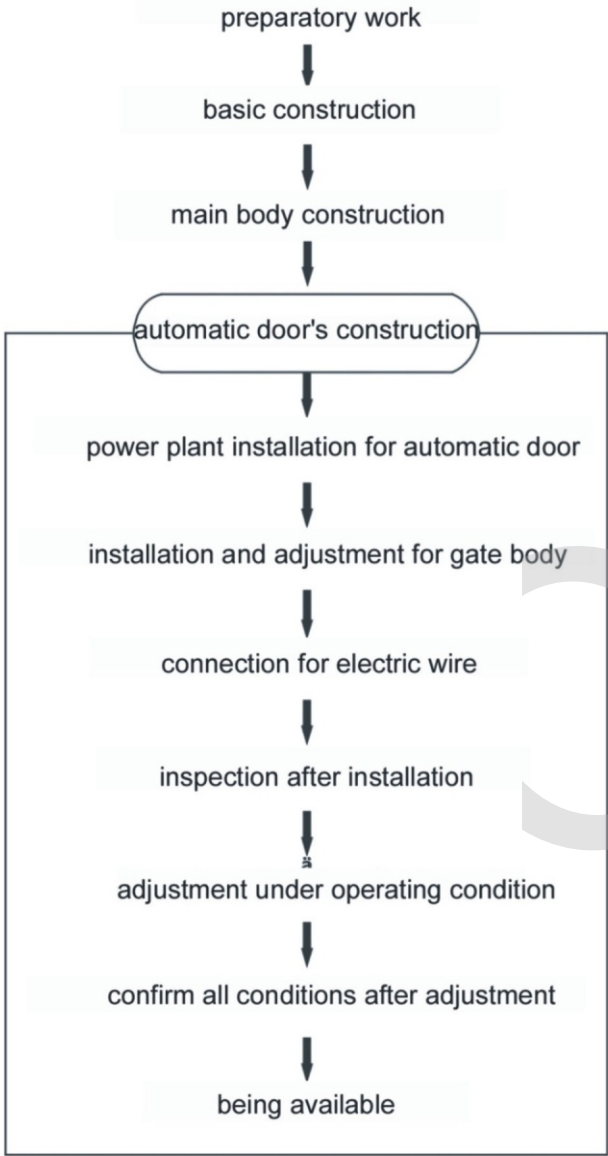 preparatory work
basic construction
main body construction
automatic door's construction
power plant installation for automatic door
installation and adjustment for gate body
connection for electric wire
inspection after installation
adjustment under operating condition
confirm all conditions after adjustment
being available